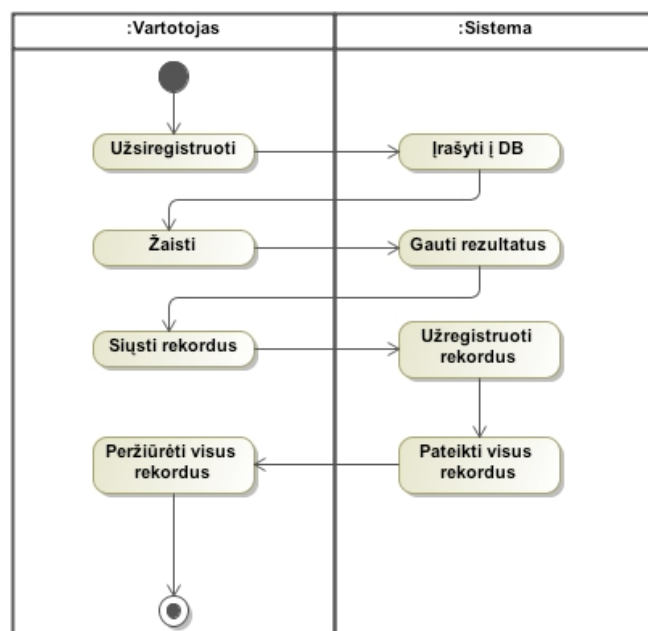 :Vartotojas
:Sistema
Užsiregistruoti
Įrašyti į DB
Žaisti
Gauti rezultatus
Siųsti rekordus
Užregistruoti
rekordus
Peržiūrėti visus
rekordus
Pateikti visus
rekordus